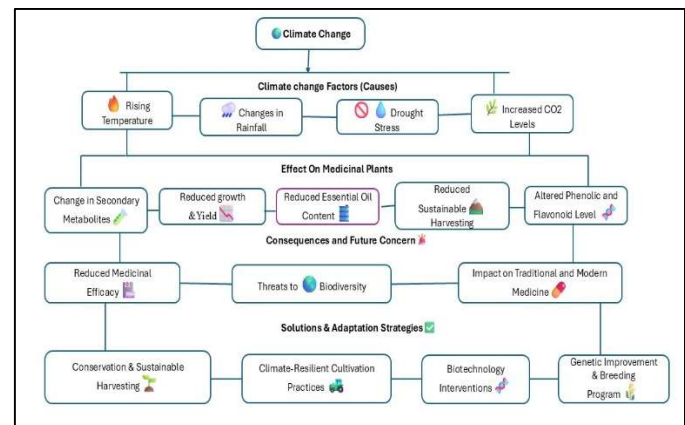 Climate Change
Climate change Factors (Causes)
Rising
Temperature
Changes in
Rainfall
Drought
Stress
Increased CO2
Levels
Effect On Medicinal Plants
Change in Secondary
Metabolites
Reduced growth
& Yield
Reduced Essential Oil
Content
Reduced
Sustainable
Harvesting
Altered Phenolic and
Flavonoid Level
Consequences and Future Concern
Reduced Medicinal
Efficacy
Threats to Biodiversity
Impact on Traditional and Modern
Medicine
Solutions & Adaptation Strategies
Conservation & Sustainable
Harvesting
Climate-Resilient Cultivation
Practices
Biotechnology
Interventions
Genetic Improvement
& Breeding
Program